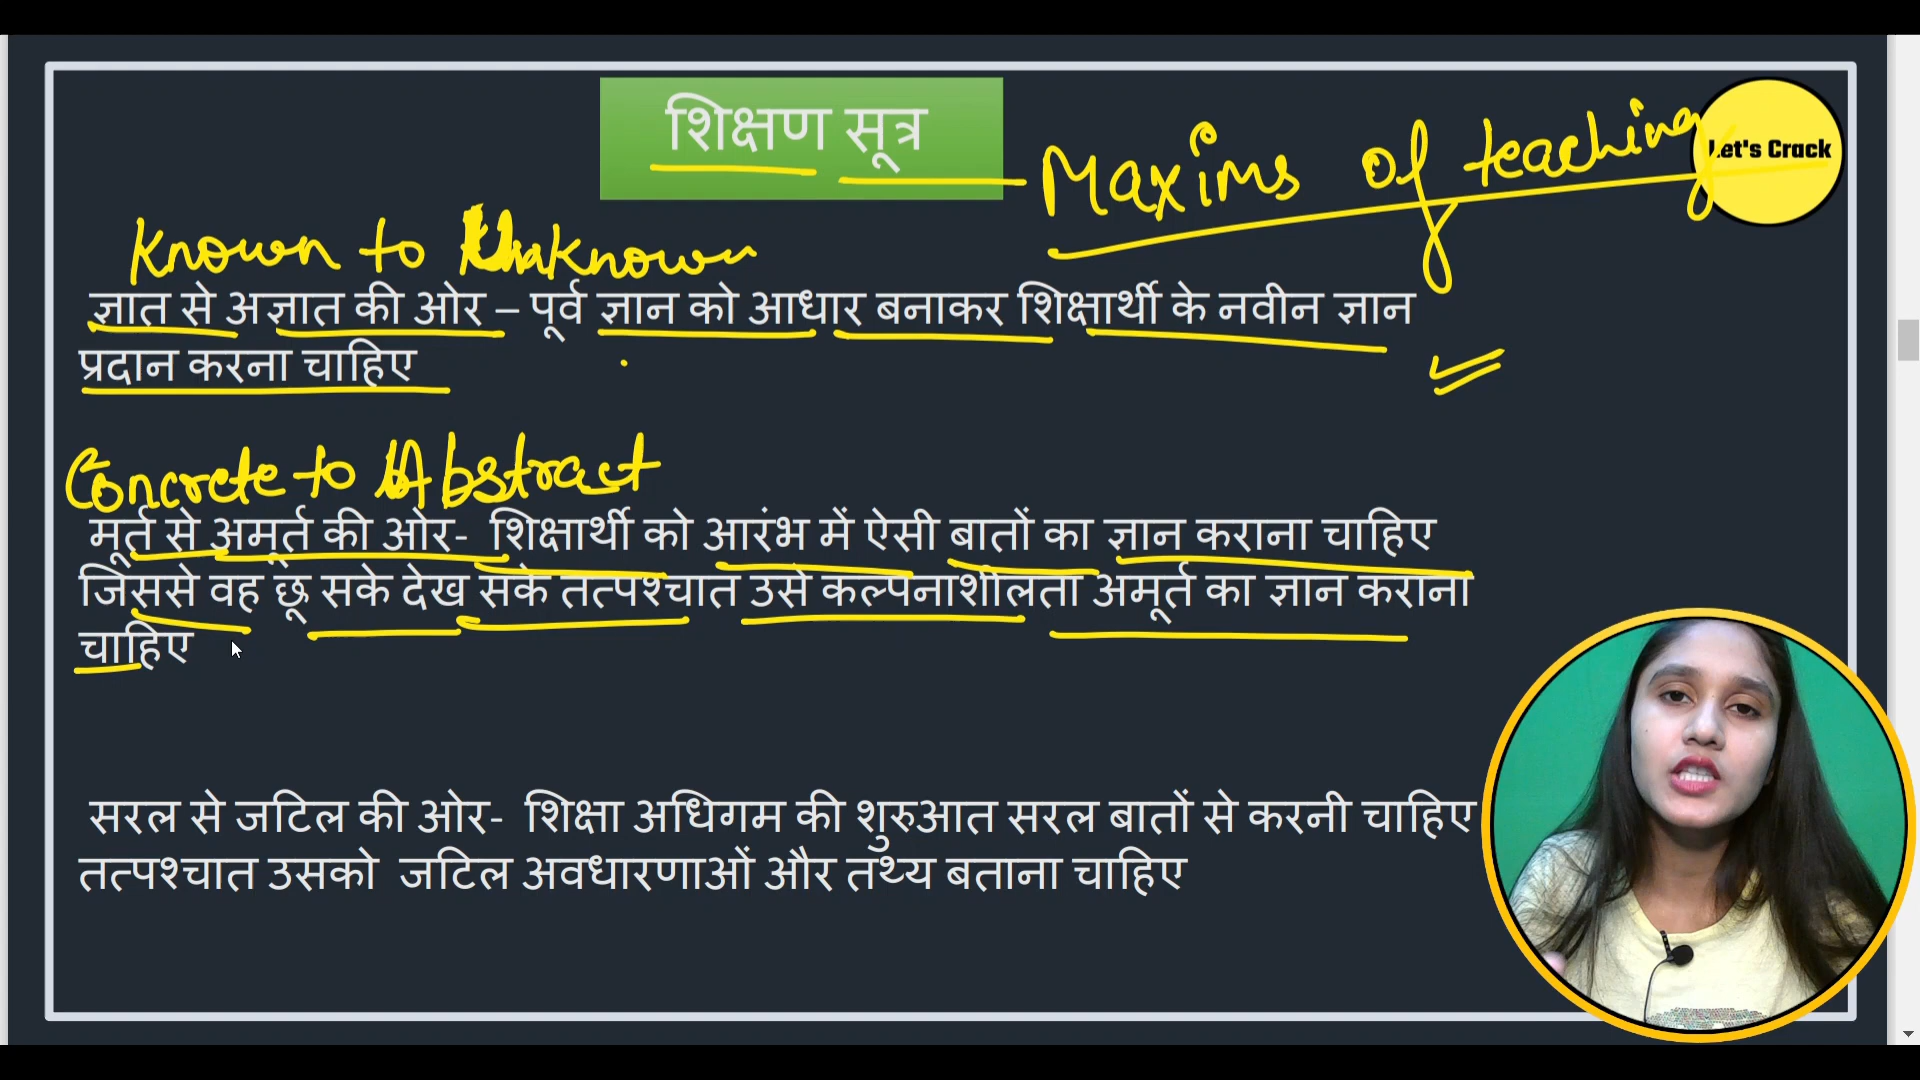 शिक्षण सूत्र
Maxims of teaching
Let's Crack
Known to Unknown
ज्ञात से अज्ञात की ओर – पूर्व ज्ञान को आधार बनाकर शिक्षार्थी के नवीन ज्ञान
प्रदान करना चाहिए
Concrete to Abstract
मूर्त से अमूर्त की ओर- शिक्षार्थी को आरंभ में ऐसी बातों का ज्ञान कराना चाहिए
जिससे वह छू सके देख सके तत्पश्चात उसे कल्पनाशीलता अमूर्त का ज्ञान कराना
चाहिए
सरल से जटिल की ओर- शिक्षा अधिगम की शुरुआत सरल बातों से करनी चाहिए
तत्पश्चात उसको जटिल अवधारणाओं और तथ्य बताना चाहिए